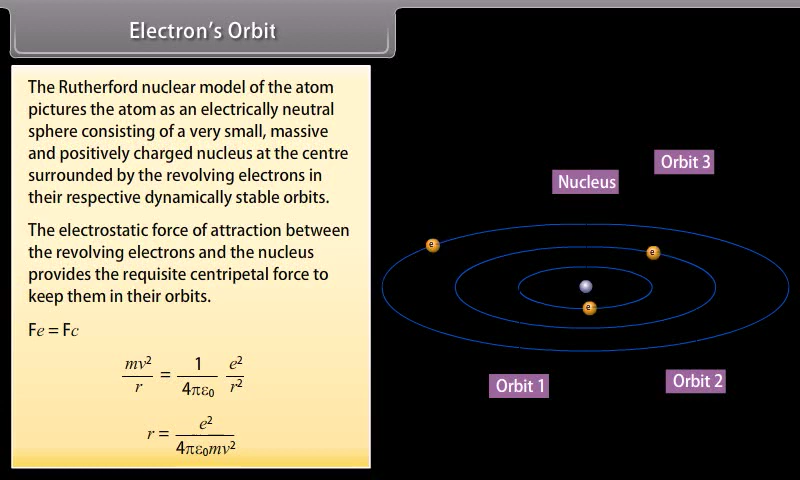 Electron's Orbit
The Rutherford nuclear model of the atom
pictures the atom as an electrically neutral
sphere consisting of a very small, massive
and positively charged nucleus at the centre
surrounded by the revolving electrons in
their respective dynamically stable orbits.
The electrostatic force of attraction between
the revolving electrons and the nucleus
provides the requisite centripetal force to
keep them in their orbits.
Fe = Fc
mv²/r = 1/4πε₀ e²/r²
r = e²/4πε₀mv²
Orbit 3
Nucleus
e
e
e
Orbit 1
Orbit 2